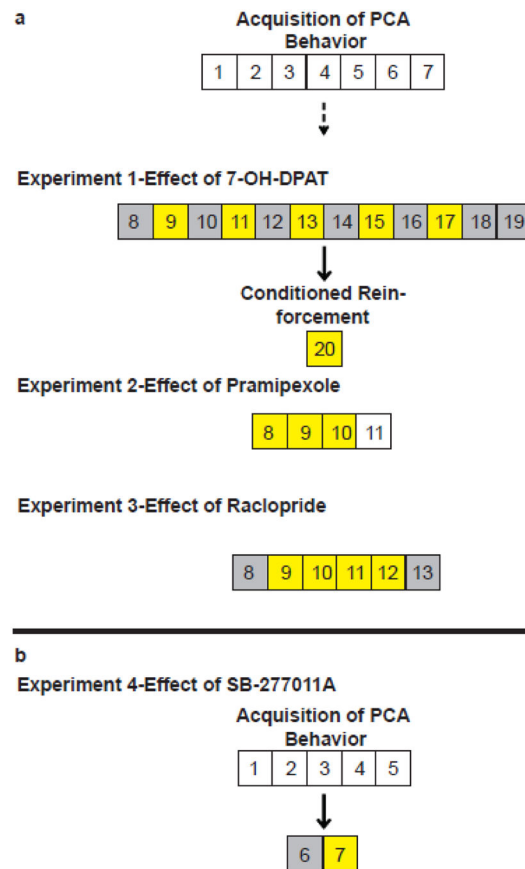 a
Acquisition of PCA
Behavior
1 2 3 4 5 6 7
Experiment 1-Effect of 7-OH-DPAT
8 9 10 11 12 13 14 15 16 17 18 19
Conditioned Rein-
forcement
20
Experiment 2-Effect of Pramipexole
8 9 10 11
Experiment 3-Effect of Raclopride
8 9 10 11 12 13
b
Experiment 4-Effect of SB-277011A
Acquisition of PCA
Behavior
1 2 3 4 5
6 7